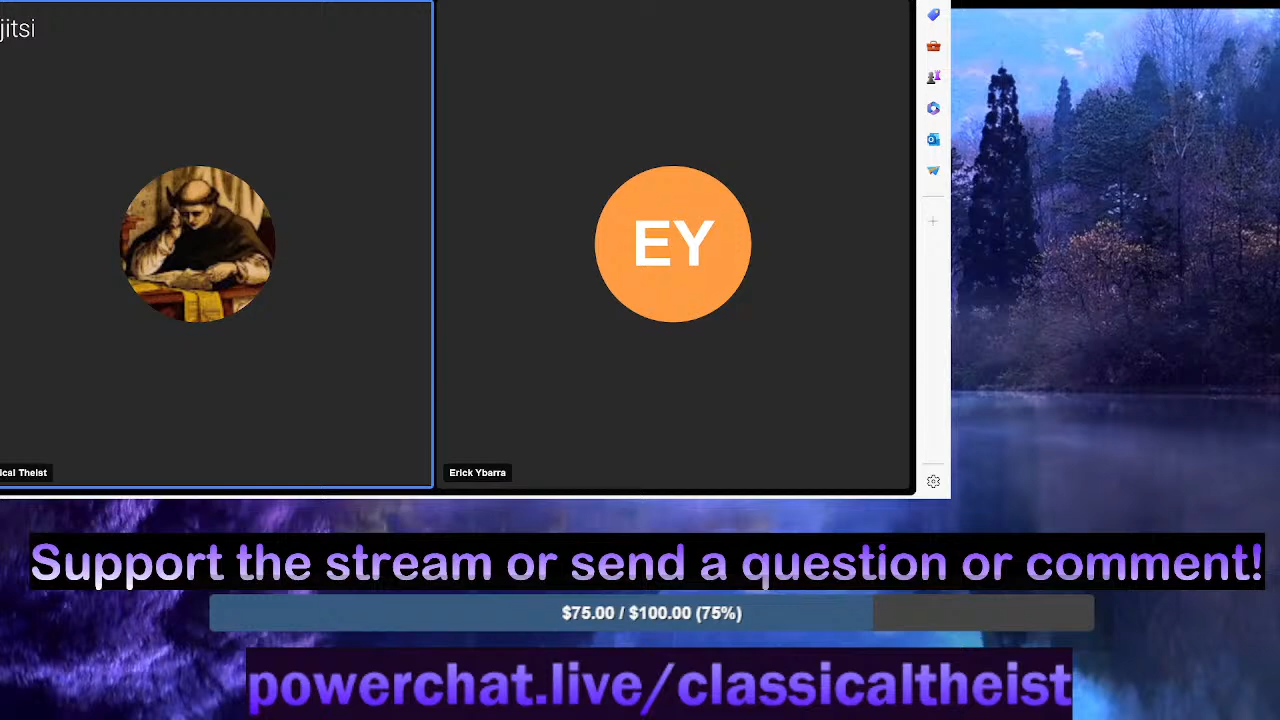 jitsi
EY
ical Theist
Erick Ybarra
Support the stream or send a question or comment!
$75.00 / $100.00 (75%)
powerchat.live/classicaltheist